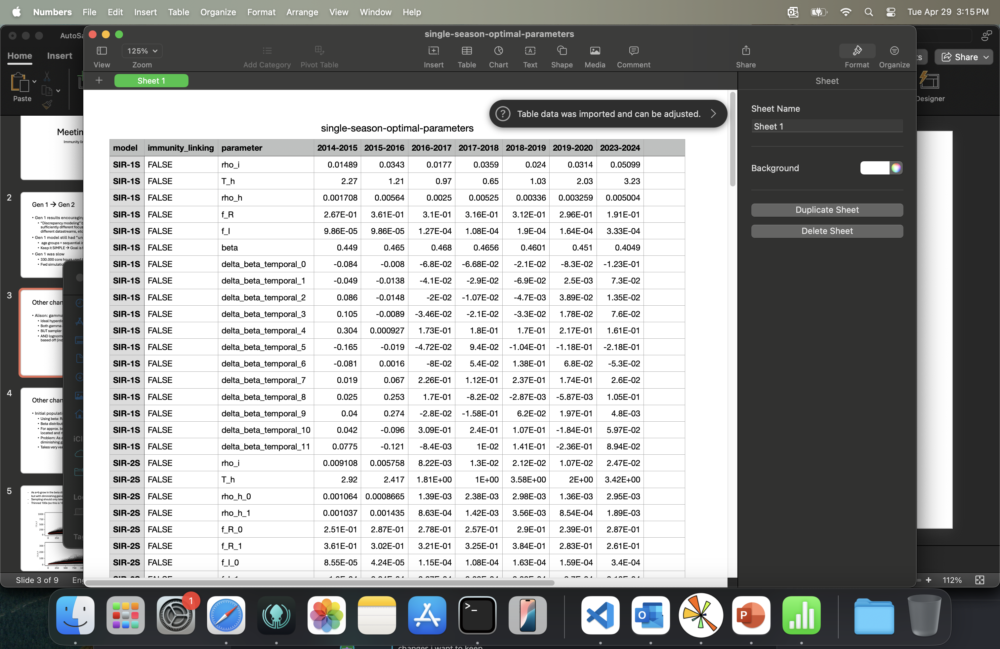 Numbers File Edit Insert Table Organize Format Arrange View Window Help Tue Apr 29 3:15 PM
single-season-optimal-parameters
Home Insert
125%
View Zoom Add Category Pivot Table Insert Table Chart Text Shape Media Comment Share Format Organize
Share
Paste
Designer
Sheet 1
Sheet
Sheet Name
Sheet 1
Background
Duplicate Sheet
Delete Sheet
Table data was imported and can be adjusted.
single-season-optimal-parameters
model immunity_linking parameter 2014-2015 2015-2016 2016-2017 2017-2018 2018-2019 2019-2020 2023-2024
SIR-1S FALSE rho_i 0.01489 0.0343 0.0177 0.0359 0.024 0.0314 0.05099
SIR-1S FALSE T_h 2.27 1.21 0.97 0.65 1.03 2.03 3.23
SIR-1S FALSE rho_h 0.001708 0.00564 0.0025 0.00525 0.00336 0.003259 0.005004
SIR-1S FALSE f_R 2.67E-01 3.61E-01 3.1E-01 3.16E-01 3.12E-01 2.96E-01 1.91E-01
SIR-1S FALSE f_I 9.86E-05 9.86E-05 1.27E-04 1.08E-04 1.9E-04 1.64E-04 3.33E-04
SIR-1S FALSE beta 0.449 0.465 0.468 0.4656 0.4601 0.451 0.4049
SIR-1S FALSE delta_beta_temporal_0 -0.084 -0.008 -6.8E-02 -6.68E-02 -2.1E-02 -8.3E-02 -1.23E-01
SIR-1S FALSE delta_beta_temporal_1 -0.049 -0.0138 -4.1E-02 -2.9E-02 -6.9E-02 2.5E-03 7.3E-02
SIR-1S FALSE delta_beta_temporal_2 0.086 -0.0148 -2E-02 -1.07E-02 -4.7E-03 3.89E-02 1.35E-02
SIR-1S FALSE delta_beta_temporal_3 0.105 -0.0089 -3.46E-02 -2.1E-02 -3.3E-02 1.78E-02 7.6E-02
SIR-1S FALSE delta_beta_temporal_4 0.304 0.000927 1.73E-01 1.8E-01 1.7E-01 2.17E-01 1.61E-01
SIR-1S FALSE delta_beta_temporal_5 -0.165 -0.019 -4.72E-02 9.4E-02 -1.04E-01 -1.18E-01 -2.18E-01
SIR-1S FALSE delta_beta_temporal_6 -0.081 0.0016 -8E-02 5.4E-02 1.38E-01 6.8E-02 -5.3E-02
SIR-1S FALSE delta_beta_temporal_7 0.019 0.067 2.26E-01 1.12E-01 2.37E-01 1.74E-01 2.6E-02
SIR-1S FALSE delta_beta_temporal_8 0.025 0.253 1.7E-01 -8.2E-02 -2.87E-03 -5.87E-03 1.05E-01
SIR-1S FALSE delta_beta_temporal_9 0.04 0.274 -2.8E-02 -1.58E-01 6.2E-02 1.97E-01 4.8E-03
SIR-1S FALSE delta_beta_temporal_10 0.042 -0.096 3.09E-01 2.4E-01 1.07E-01 -1.84E-01 5.97E-02
SIR-1S FALSE delta_beta_temporal_11 0.0775 -0.121 -8.4E-03 1E-02 1.41E-01 -2.36E-01 8.94E-02
SIR-2S FALSE rho_i 0.009108 0.005758 8.22E-03 1.3E-02 2.12E-02 1.07E-02 2.47E-02
SIR-2S FALSE T_h 2.92 2.417 1.81E+00 1E+00 3.58E+00 2E+00 3.42E+00
SIR-2S FALSE rho_h_0 0.001064 0.0008665 1.39E-03 2.38E-03 2.98E-03 1.36E-03 2.95E-03
SIR-2S FALSE rho_h_1 0.001037 0.001435 8.63E-04 1.42E-03 3.56E-03 8.54E-04 1.89E-03
SIR-2S FALSE f_R_0 2.51E-01 2.87E-01 2.78E-01 2.57E-01 2.9E-01 2.39E-01 2.87E-01
SIR-2S FALSE f_R_1 3.61E-01 3.02E-01 3.21E-01 3.25E-01 3.84E-01 2.83E-01 2.61E-01
SIR-2S FALSE f_I_0 8.55E-05 4.24E-05 1.15E-04 1.08E-04 1.63E-04 1.59E-04 3.4E-04
Immunity
2
Gen 1 → Gen 2
• Gen 1 results encouraging
• "Discrepancy modeling"
sufficiently different
different datastreams, etc
• Gen 1 model still had
• age groups + sequential
• Keep it SIMPLE → Goal is
• Gen 1 was slow
• 330.000 core hours used
• Fwd
3
Other
• Alison: gamma
• Ideal
• Both gamma
• BUT sampler
• AND
based off
4
Other
• Initial
• Using beta:
• Beta
• For approx.
located and
• Problem: As
diminishing
• Takes very
5
- As a+b grow in the beta
but with diminishing gains
- Sampling should only
- Thinned 100x (so this is
1000
750
500
250
0
0 250
300
200
100
0
0 250 500 750
Slide 3 of 9 112%
1
changes i want to keep